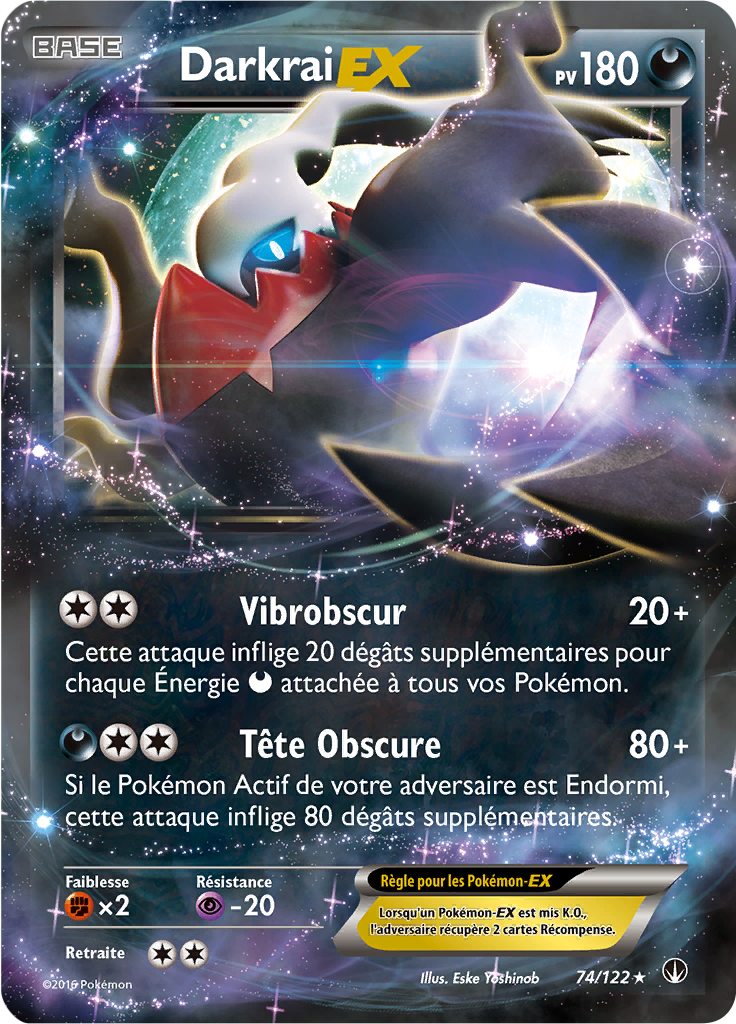 BASE
Darkrai EX
PV 180
Vibrobscur 20+
Cette attaque inflige 20 dégâts supplémentaires pour
chaque Énergie attachée à tous vos Pokémon.
Tête Obscure 80+
Si le Pokémon Actif de votre adversaire est Endormi,
cette attaque inflige 80 dégâts supplémentaires.
Faiblesse Résistance
×2 -20
Règle pour les Pokémon-EX
Lorsqu'un Pokémon-EX est mis K.O.,
l'adversaire récupère 2 cartes Récompense.
Retraite
©2016 Pokémon
Illus. Eske Yoshinob
74/122